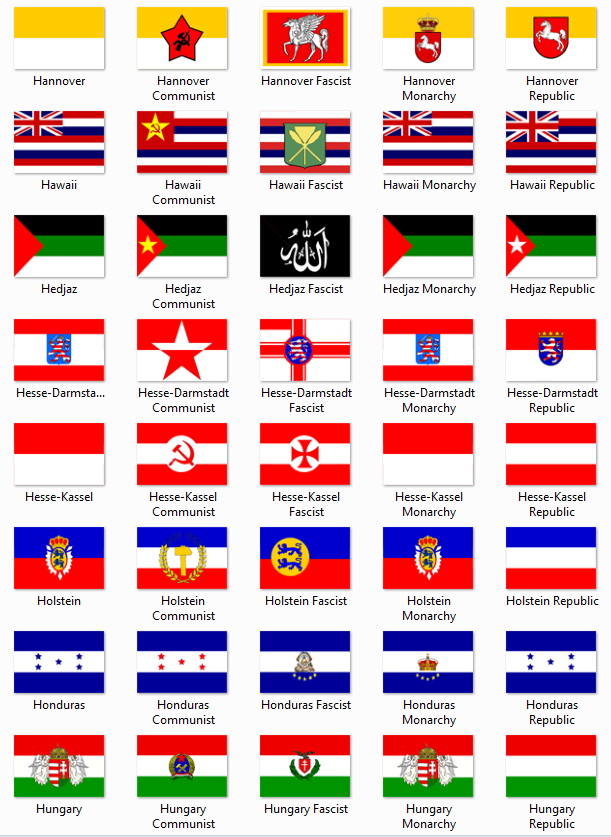 Hannover
Hannover
Communist
Hannover Fascist
Hannover
Monarchy
Hannover
Republic
Hawaii
Hawaii
Communist
Hawaii Fascist
Hawaii Monarchy
Hawaii Republic
Hedjaz
Hedjaz
Communist
الله
Hedjaz Fascist
Hedjaz Monarchy
Hedjaz Republic
Hesse-Darmsta...
Hesse-Darmstadt
Communist
Hesse-Darmstadt
Fascist
Hesse-Darmstadt
Monarchy
Hesse-Darmstadt
Republic
Hesse-Kassel
Hesse-Kassel
Communist
Hesse-Kassel
Fascist
Hesse-Kassel
Monarchy
Hesse-Kassel
Republic
Holstein
Holstein
Communist
Holstein Fascist
Holstein
Monarchy
Holstein Republic
Honduras
Honduras
Communist
Honduras Fascist
Honduras
Monarchy
Honduras
Republic
Hungary
Hungary
Communist
Hungary Fascist
Hungary
Monarchy
Hungary
Republic